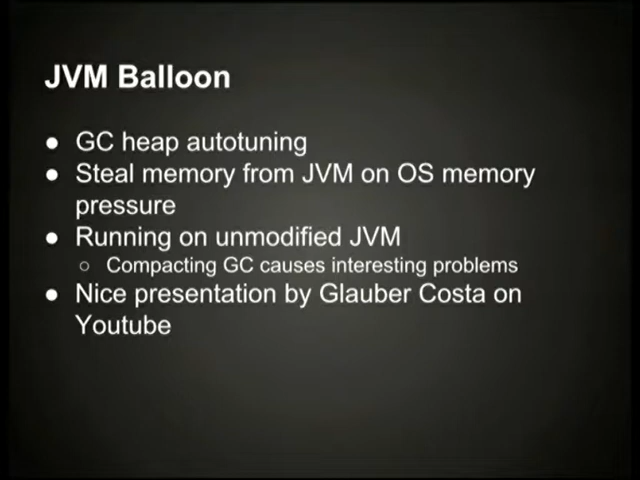 JVM Balloon
● GC heap autotuning
● Steal memory from JVM on OS memory
pressure
● Running on unmodified JVM
○ Compacting GC causes interesting problems
● Nice presentation by Glauber Costa on
Youtube